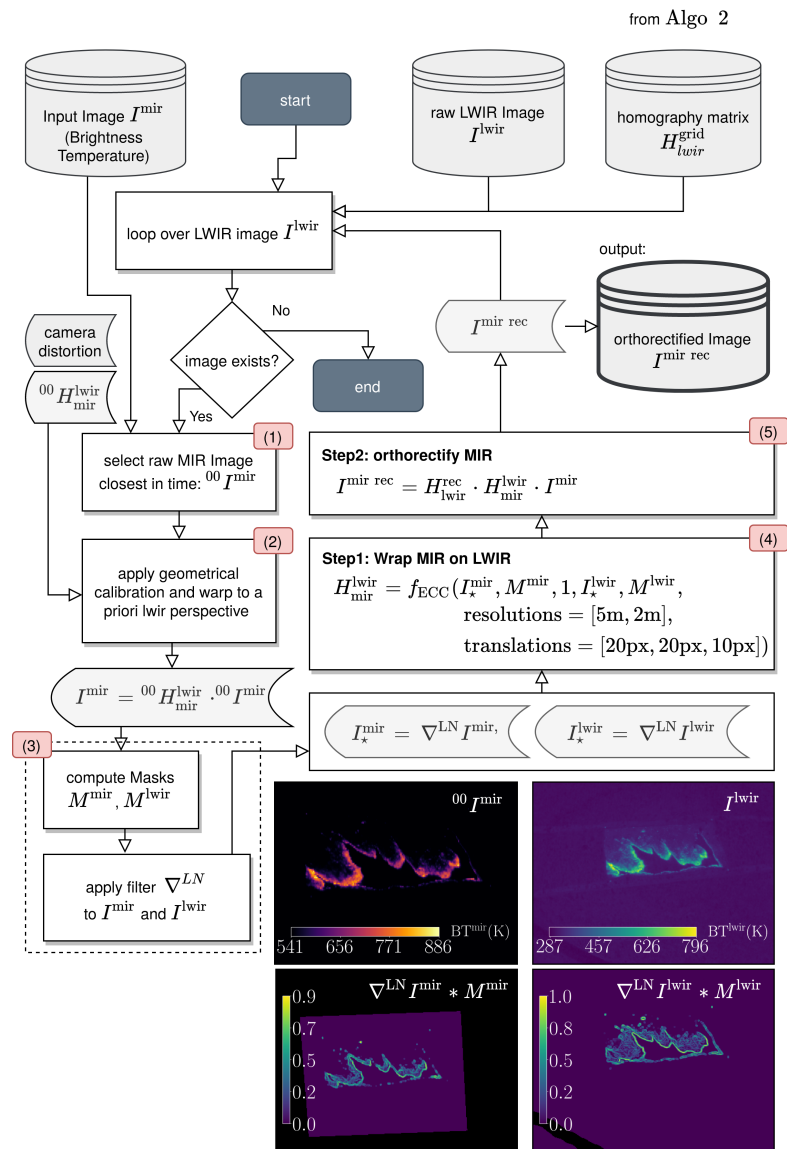 from Algo 2
Input Image I^mir
(Brightness
Temperature)
start
raw LWIR Image
I^lwir
homography matrix
H_lwir^grid
loop over LWIR image I^lwir
output:
No
camera
distortion
image exists?
I^mir rec
orthorectified Image
I^mir rec
end
^00 H_mir^lwir
Yes
(1)
select raw MIR Image
closest in time: ^00 I^mir
(5)
Step2: orthorectify MIR
I^mir rec = H_lwir^rec · H_mir^lwir · I^mir
(2)
apply geometrical
calibration and warp to a
priori lwir perspective
(4)
Step1: Wrap MIR on LWIR
H_mir^lwir = f_ECC(I_⋆^mir, M^mir, 1, I_⋆^lwir, M^lwir,
resolutions = [5m, 2m],
translations = [20px, 20px, 10px])
I^mir = ^00 H_mir^lwir · ^00 I^mir
I_⋆^mir = ∇^LN I^mir,
I_⋆^lwir = ∇^LN I^lwir
(3)
compute Masks
M^mir, M^lwir
apply filter ∇^LN
to I^mir and I^lwir
^00 I^mir
BT^mir(K)
541 656 771 886
I^lwir
BT^lwir(K)
287 457 626 796
∇^LN I^mir * M^mir
0.9
0.7
0.5
0.2
0.0
∇^LN I^lwir * M^lwir
1.0
0.8
0.5
0.2
0.0